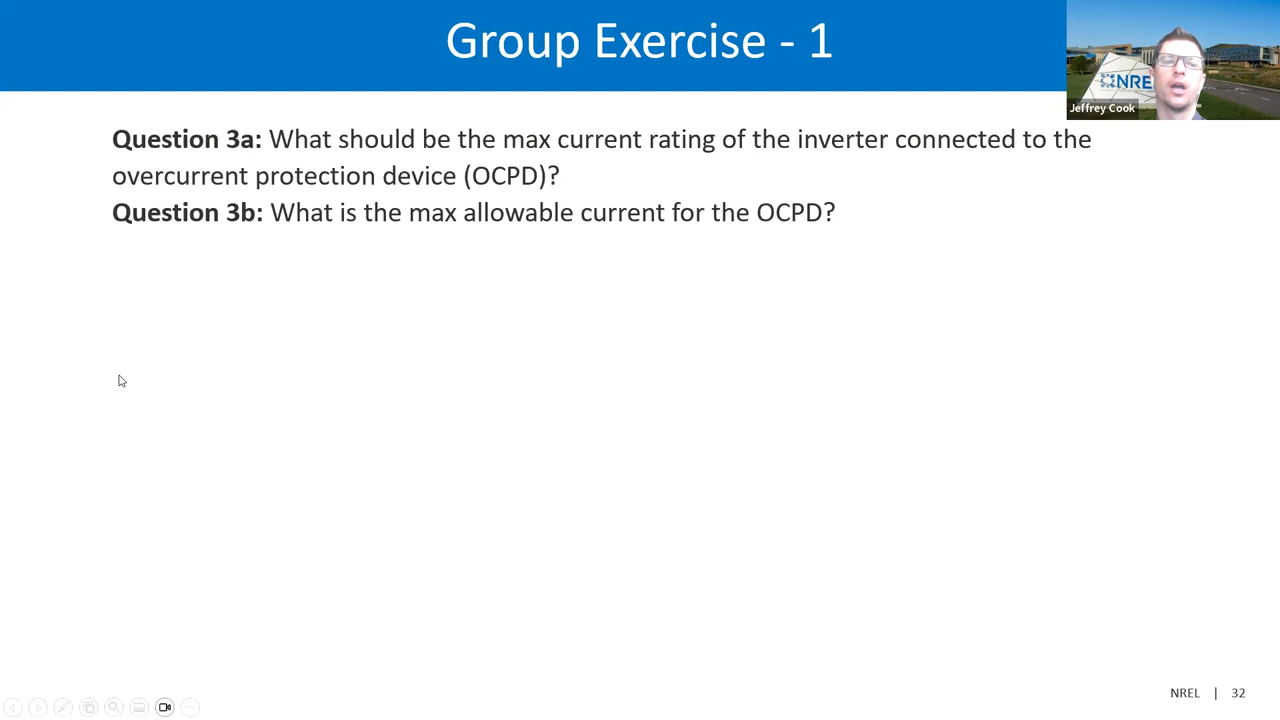 Group Exercise - 1
NRE
Jeffrey Cook
Question 3a: What should be the max current rating of the inverter connected to the
overcurrent protection device (OCPD)?
Question 3b: What is the max allowable current for the OCPD?
NREL | 32